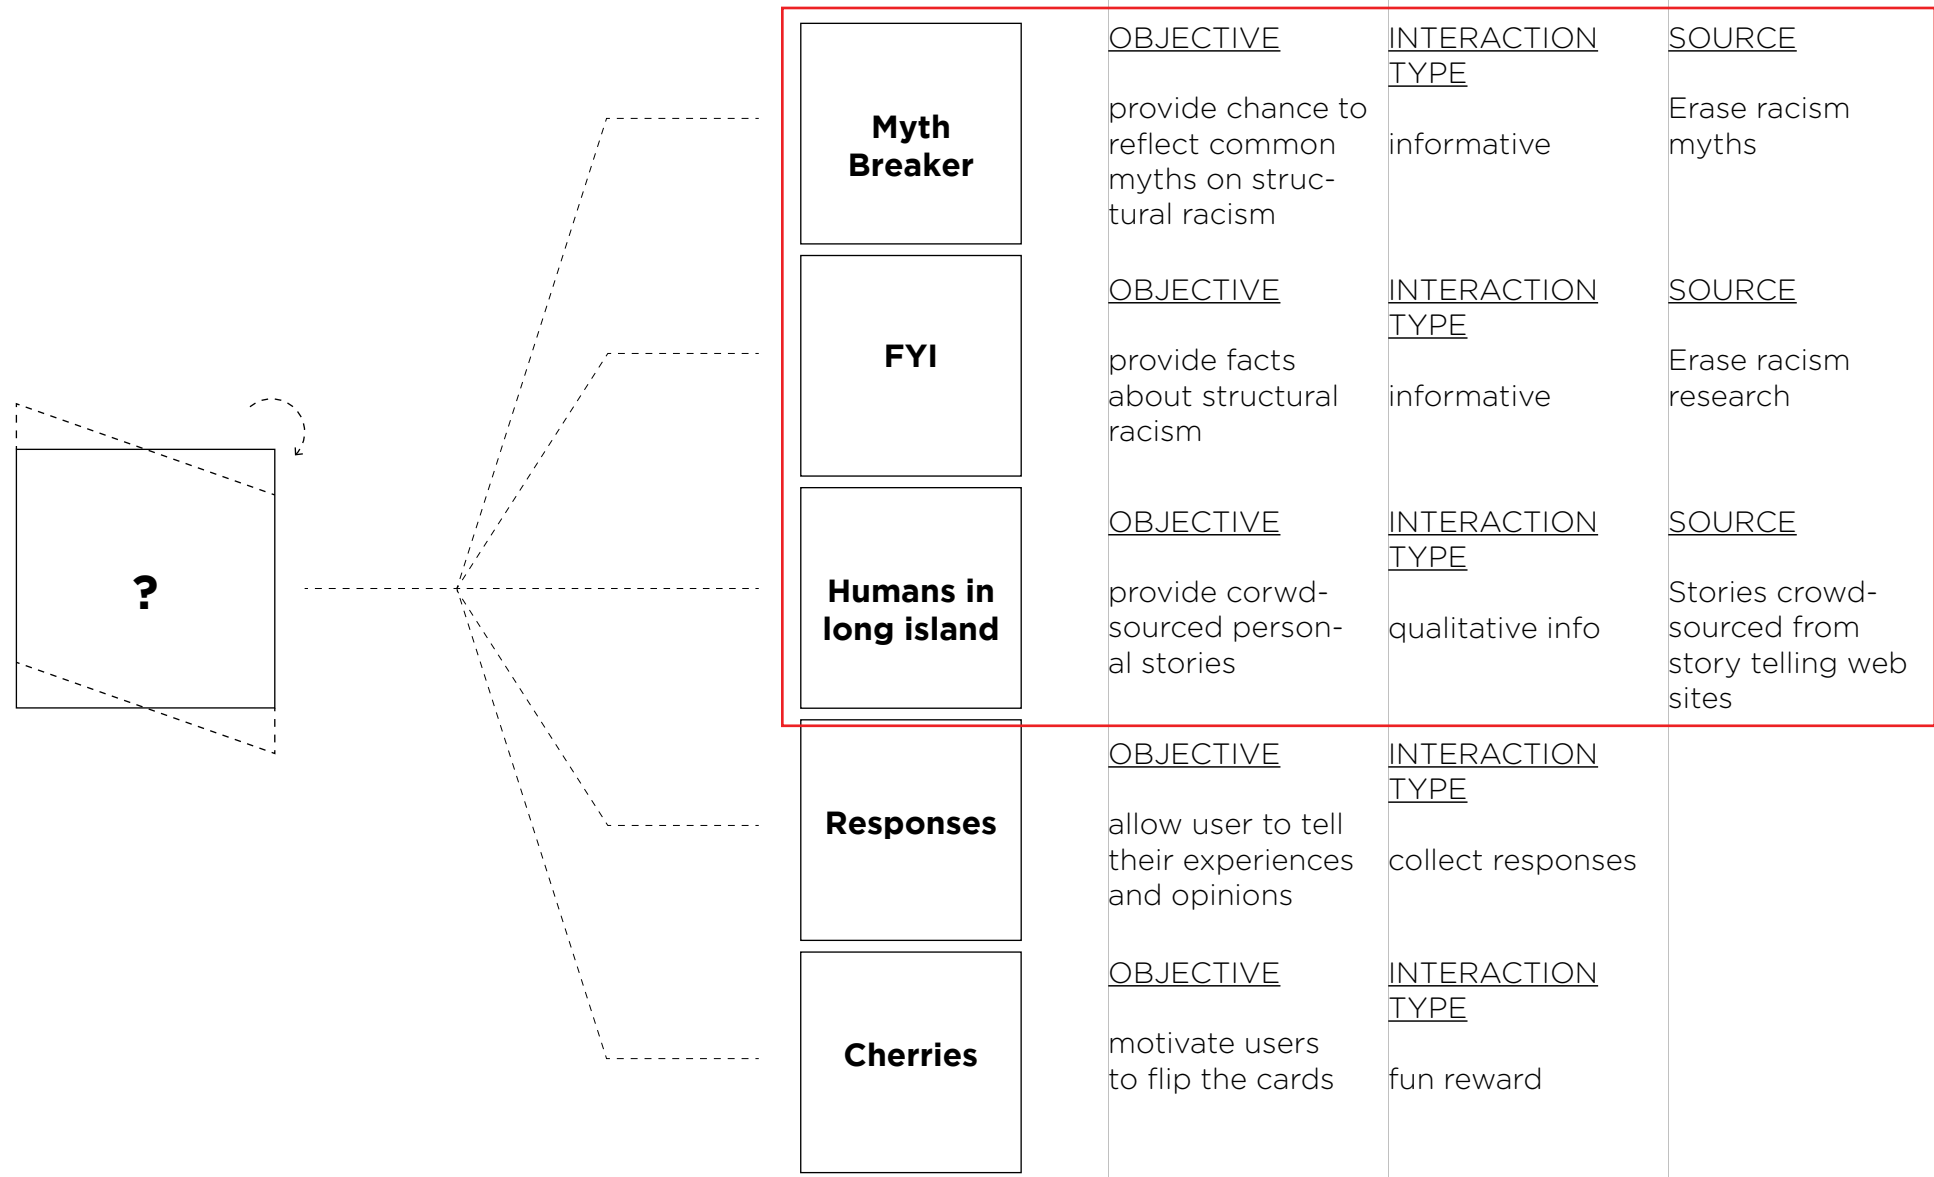 ?
Myth
Breaker
OBJECTIVE
provide chance to
reflect common
myths on struc-
tural racism
INTERACTION
TYPE
informative
SOURCE
Erase racism
myths
FYI
OBJECTIVE
provide facts
about structural
racism
INTERACTION
TYPE
informative
SOURCE
Erase racism
research
Humans in
long island
OBJECTIVE
provide corwd-
sourced person-
al stories
INTERACTION
TYPE
qualitative info
SOURCE
Stories crowd-
sourced from
story telling web
sites
Responses
OBJECTIVE
allow user to tell
their experiences
and opinions
INTERACTION
TYPE
collect responses
Cherries
OBJECTIVE
motivate users
to flip the cards
INTERACTION
TYPE
fun reward